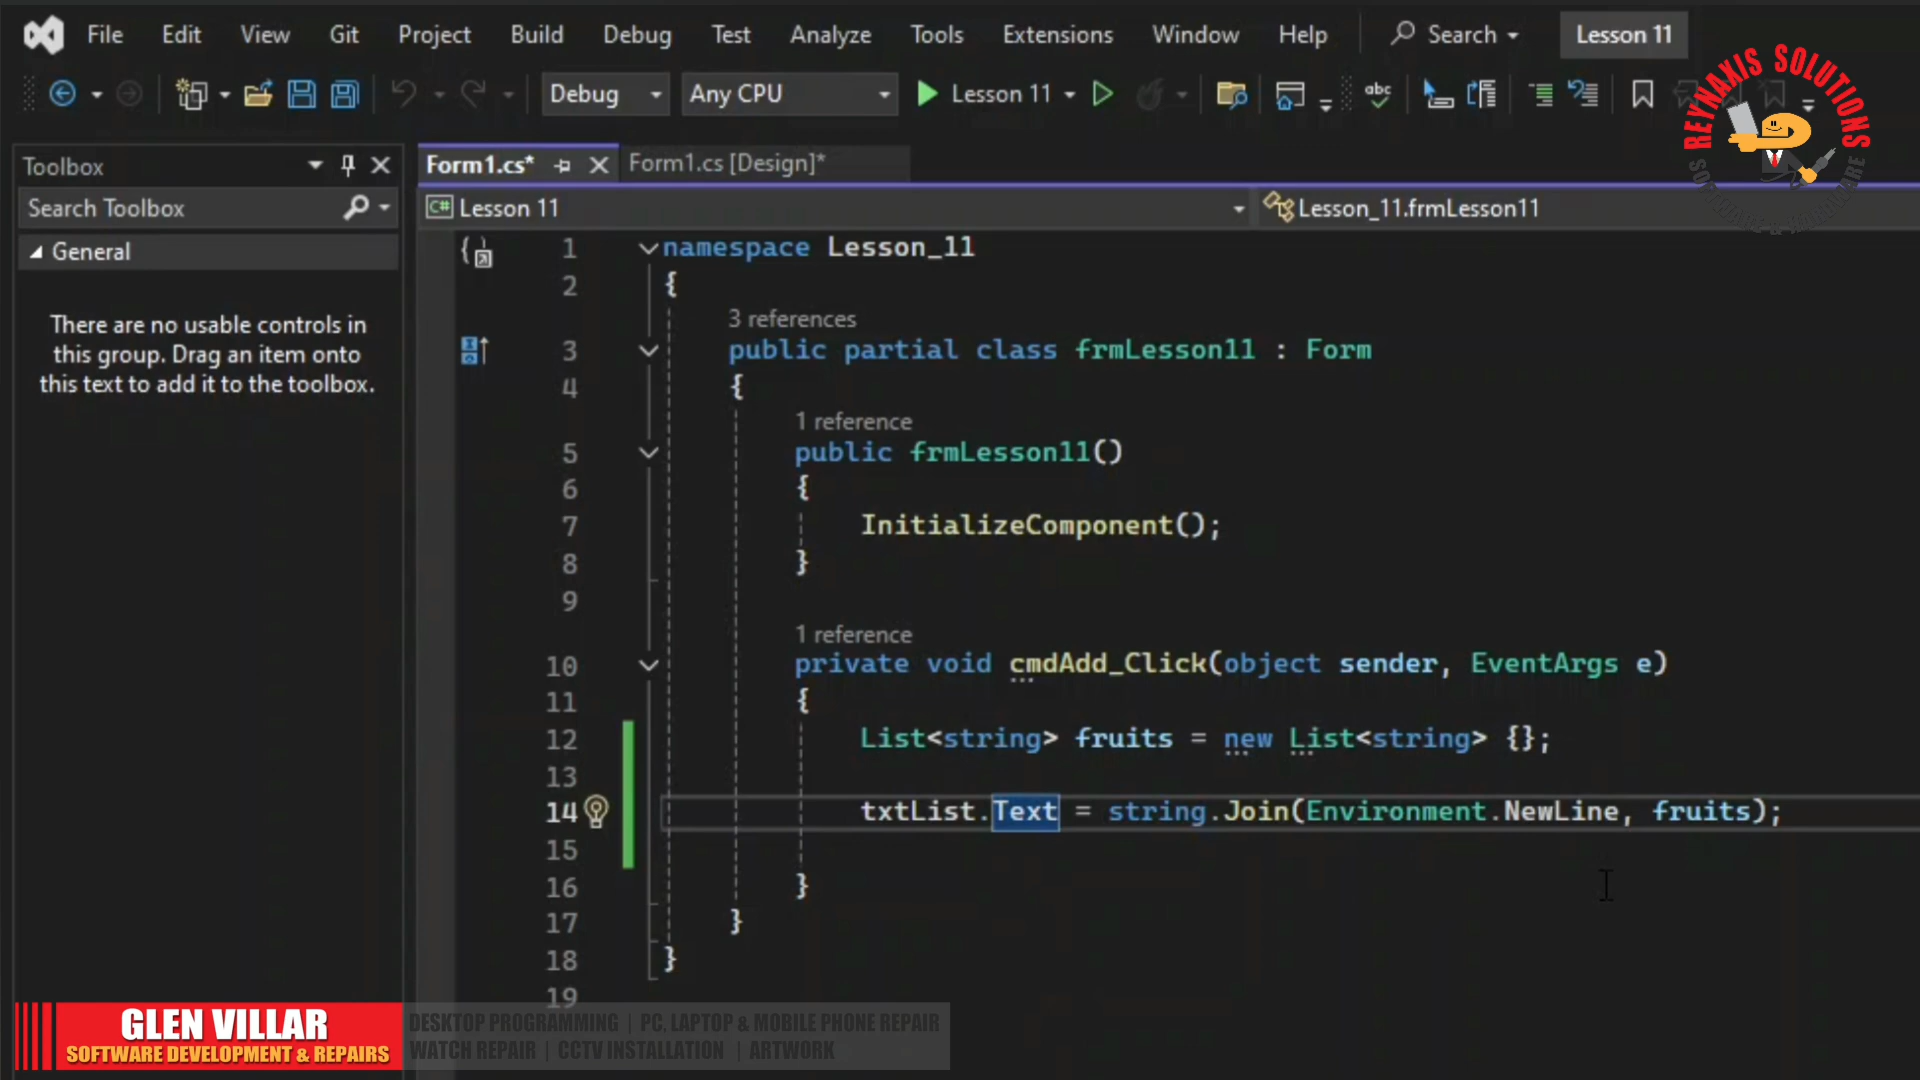 File Edit View Git Project Build Debug Test Analyze Tools Extensions Window Help Search Lesson 11
Debug Any CPU Lesson 11 abc
REYNAXIS SOLUTIONS
Toolbox
Form1.cs* Form1.cs [Design]*
Search Toolbox
C# Lesson 11 Lesson_11.frmLesson11
General
There are no usable controls in
this group. Drag an item onto
this text to add it to the toolbox.
1 namespace Lesson_11
2 {
3 references
3 public partial class frmLesson11 : Form
4 {
1 reference
5 public frmLesson11()
6 {
7 InitializeComponent();
8 }
9
1 reference
10 private void cmdAdd_Click(object sender, EventArgs e)
11 {
12 List<string> fruits = new List<string> {};
13
14 txtList.Text = string.Join(Environment.NewLine, fruits);
15
16 }
17 }
18 }
19
GLEN VILLAR
SOFTWARE DEVELOPMENT & REPAIRS
DESKTOP PROGRAMMING | PC, LAPTOP & MOBILE PHONE REPAIR
WATCH REPAIR | CCTV INSTALLATION | ARTWORK